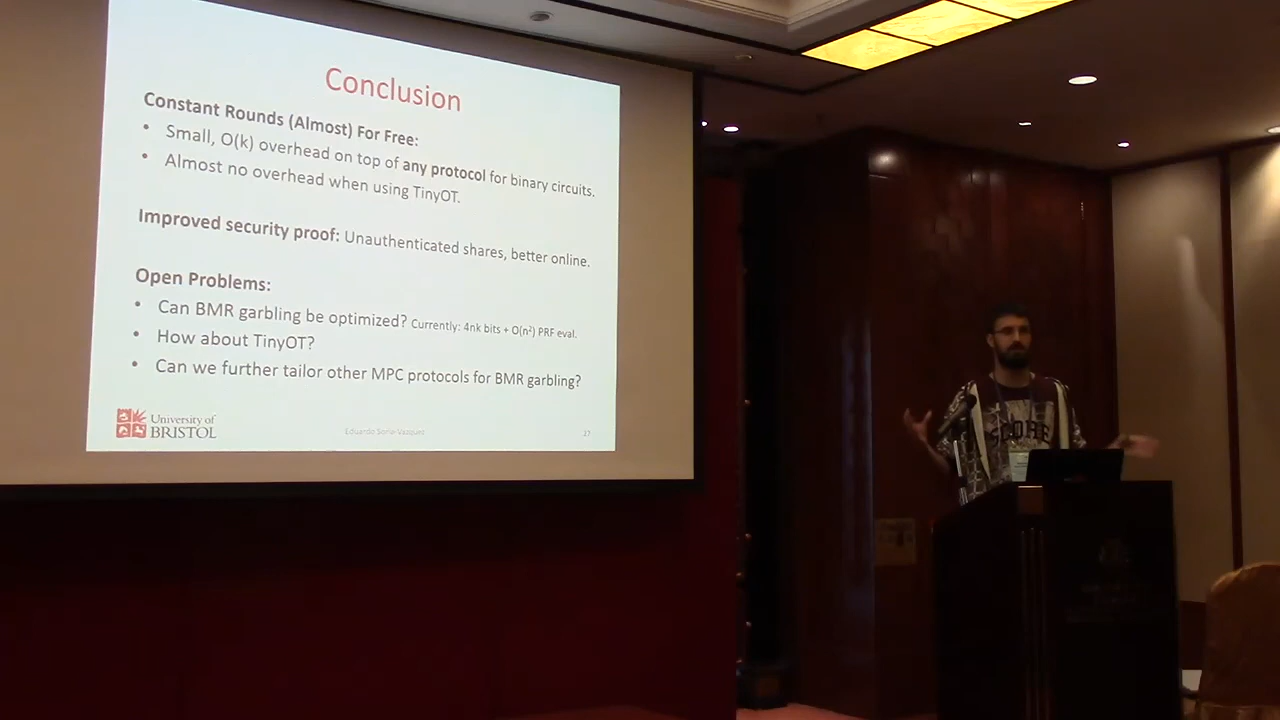 Conclusion
Constant Rounds (Almost) For Free:
• Small, O(k) overhead on top of any protocol for binary circuits.
• Almost no overhead when using TinyOT.
Improved security proof: Unauthenticated shares, better online.
Open Problems:
• Can BMR garbling be optimized? Currently: 4nk bits + O(n²) PRF eval.
• How about TinyOT?
• Can we further tailor other MPC protocols for BMR garbling?
University of
BRISTOL
Eduardo Soria-Vazquez
27
SCORE